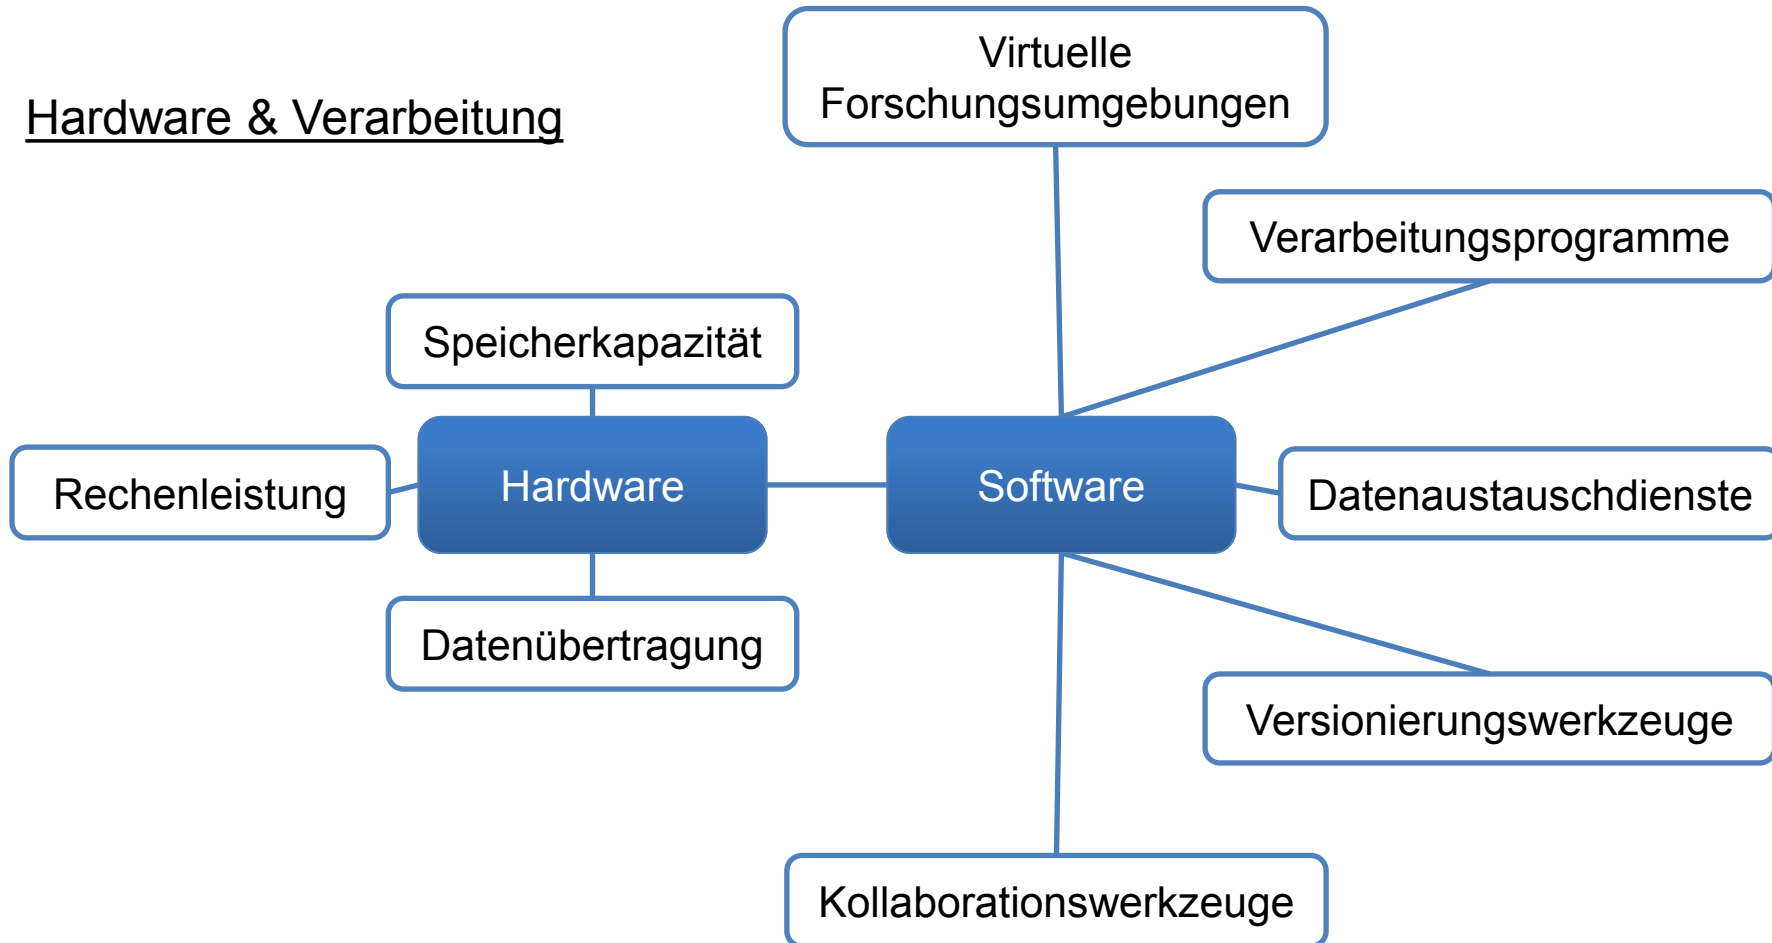 Hardware & Verarbeitung
Virtuelle
Forschungsumgebungen
Verarbeitungsprogramme
Speicherkapazität
Rechenleistung
Hardware
Software
Datenaustauschdienste
Datenübertragung
Versionierungswerkzeuge
Kollaborationswerkzeuge